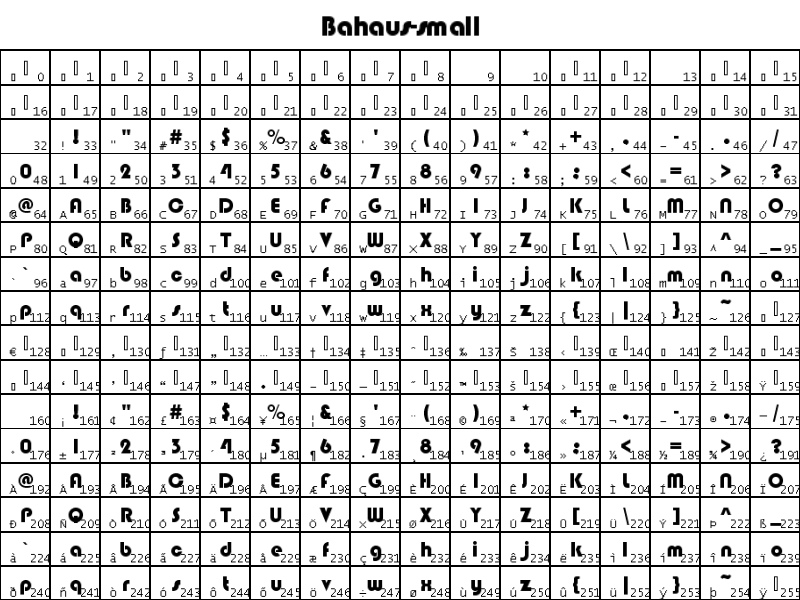 Bahaus-small
0 1 2 3 4 5 6 7 8 9 10 11 12 13 14 15
16 17 18 19 20 21 22 23 24 25 26 27 28 29 30 31
32 ! ! 33 " " 34 # # 35 $ $ 36 % % 37 & & 38 ' ' 39 ( ( 40 ) ) 41 * * 42 + + 43 , . 44 - - 45 . . 46 / / 47
0 0 48 1 1 49 2 2 50 3 3 51 4 4 52 5 5 53 6 6 54 7 7 55 8 8 56 9 9 57 : : 58 ; : 59 < < 60 = = 61 > > 62 ? ? 63
@ @ 64 A A 65 B B 66 C C 67 D D 68 E E 69 F F 70 G G 71 H H 72 I I 73 J J 74 K K 75 L L 76 M M 77 N N 78 O O 79
P P 80 Q Q 81 R R 82 S S 83 T T 84 U U 85 V V 86 W W 87 X X 88 Y Y 89 Z Z 90 [ [ 91 \ \ 92 ] ] 93 ^ ^ 94 _ _ 95
` ` 96 a a 97 b b 98 c c 99 d d 100 e e 101 f f 102 g g 103 h h 104 i i 105 j j 106 k k 107 l l 108 m m 109 n n 110 o o 111
p p 112 q q 113 r r 114 s s 115 t t 116 u u 117 v v 118 w w 119 x x 120 y y 121 z z 122 { { 123 | | 124 } } 125 ~ ~ 126 127
€ 128 129 ‚ 130 ƒ 131 „ 132 … 133 † 134 ‡ 135 ˆ 136 ‰ 137 Š 138 ‹ 139 Œ 140 141 Ž 142 143
144 ‘ 145 ’ 146 “ 147 ” 148 • 149 – 150 — 151 ˜ 152 ™ 153 š 154 › 155 œ 156 157 ž 158 Ÿ 159
160 ¡ ! 161 ¢ " 162 £ # 163 ¤ $ 164 ¥ % 165 ¦ & 166 § ' 167 ¨ ( 168 © ) 169 ª * 170 « + 171 ¬ . 172 - - 173 ® . 174 ¯ / 175
° 0 176 ± 1 177 ² 2 178 ³ 3 179 ´ 4 180 µ 5 181 ¶ 6 182 · 7 183 ¸ 8 184 ¹ 9 185 º : 186 » : 187 ¼ < 188 ½ = 189 ¾ > 190 ¿ ? 191
À @ 192 Á A 193 Â B 194 Ã C 195 Ä D 196 Å E 197 Æ F 198 Ç G 199 È H 200 É I 201 Ê J 202 Ë K 203 Ì L 204 Í M 205 Î N 206 Ï O 207
Ð P 208 Ñ Q 209 Ò R 210 Ó S 211 Ô T 212 Õ U 213 Ö V 214 × W 215 Ø X 216 Ù Y 217 Ú Z 218 Û [ 219 Ü \ 220 Ý ] 221 Þ ^ 222 ß _ 223
à ` 224 á a 225 â b 226 ã c 227 ä d 228 å e 229 æ f 230 ç g 231 è h 232 é i 233 ê j 234 ë k 235 ì l 236 í m 237 î n 238 ï o 239
ð p 240 ñ q 241 ò r 242 ó s 243 ô t 244 õ u 245 ö v 246 ÷ w 247 ø x 248 ù y 249 ú z 250 û { 251 ü | 252 ý } 253 þ ~ 254 ÿ 255